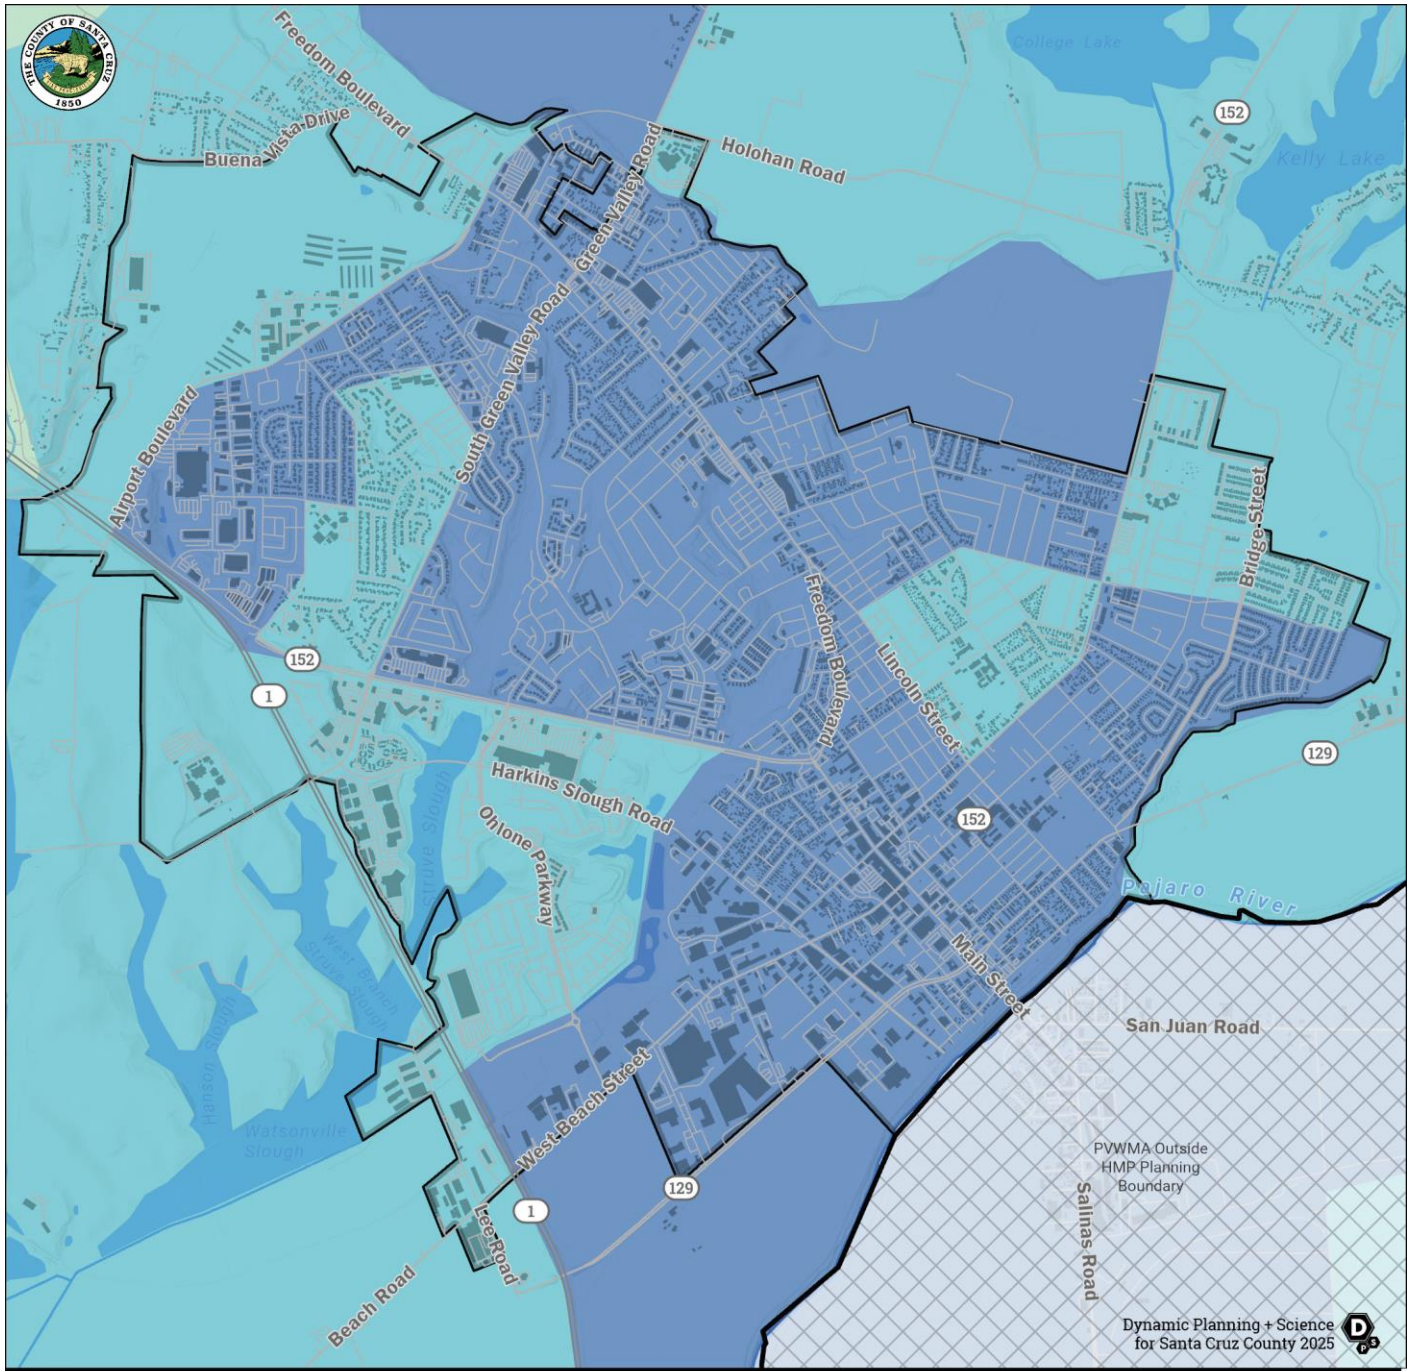 THE COUNTY OF SANTA CRUZ
1850
Freedom Boulevard
Buena Vista Drive
College Lake
152
Holohan Road
Kelly Lake
Green Valley Road
South Green Valley Road
Airport Boulevard
Bridge Street
Freedom Boulevard
Lincoln Street
152
1
129
Harkins Slough Road
152
Ohlone Parkway
Struve Slough
Pajaro River
West Branch
Struve Slough
Main Street
Hanson Slough
San Juan Road
West Beach Street
Watsonville
Slough
PVWMA Outside
HMP Planning
Boundary
129
1
Lee Road
Salinas Road
Beach Road
Dynamic Planning + Science
for Santa Cruz County 2025
D
P
S